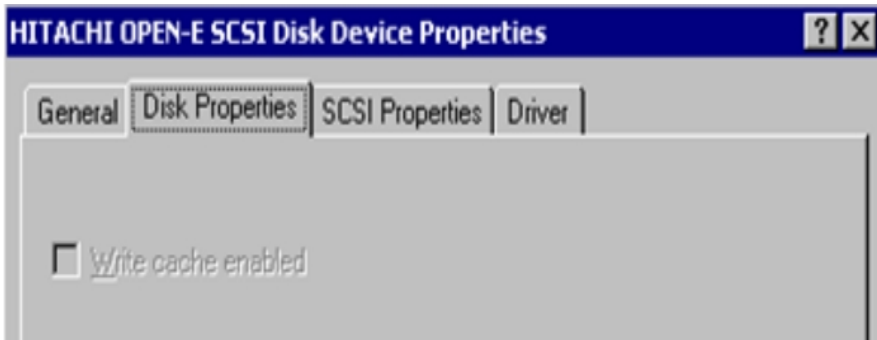 HITACHI OPEN-E SCSI Disk Device Properties ? X
General Disk Properties SCSI Properties Driver
Write cache enabled